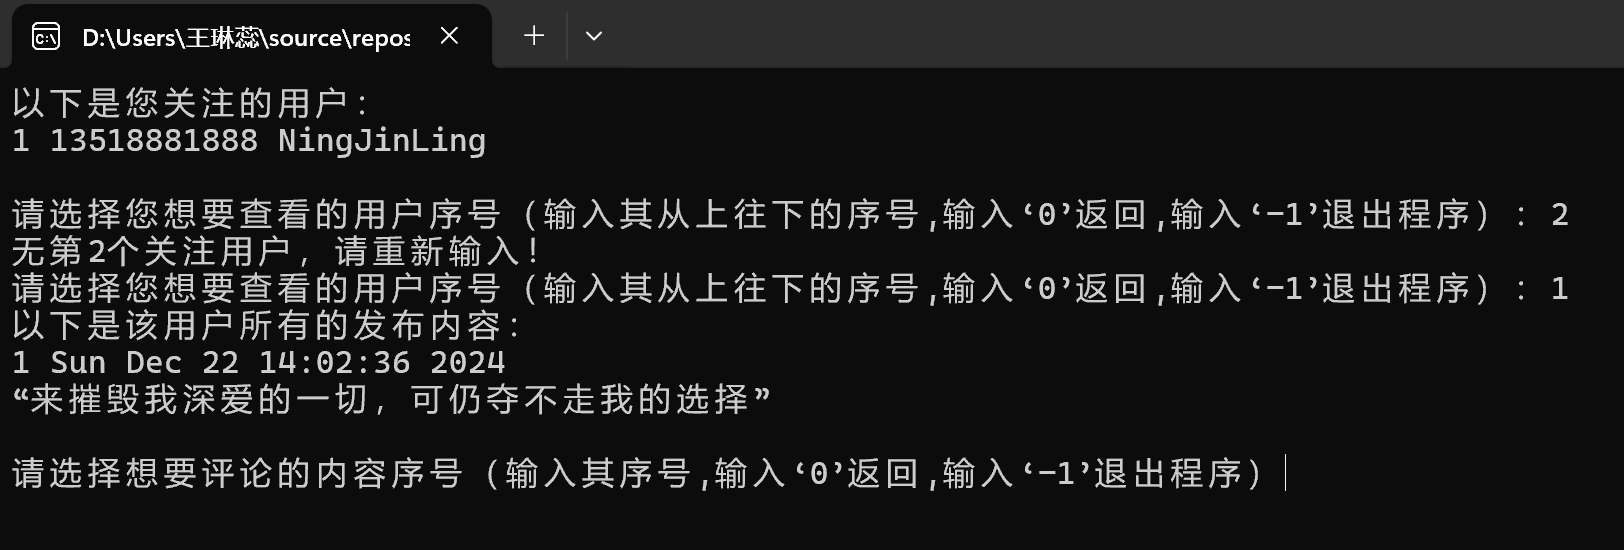 D:\Users\王琳蕊\source\repos
以下是您关注的用户：
1 13518881888 NingJinLing
请选择您想要查看的用户序号（输入其从上往下的序号,输入‘0’返回,输入‘-1’退出程序）：2
无第2个关注用户，请重新输入！
请选择您想要查看的用户序号（输入其从上往下的序号,输入‘0’返回,输入‘-1’退出程序）：1
以下是该用户所有的发布内容：
1 Sun Dec 22 14:02:36 2024
“来摧毁我深爱的一切，可仍夺不走我的选择”
请选择想要评论的内容序号（输入其序号,输入‘0’返回,输入‘-1’退出程序）